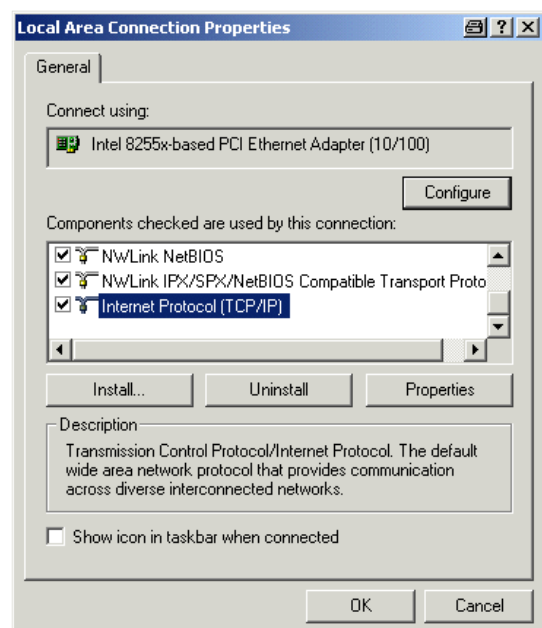 Local Area Connection Properties
General
Connect using:
Intel 8255x-based PCI Ethernet Adapter (10/100)
Configure
Components checked are used by this connection:
NWLink NetBIOS
NWLink IPX/SPX/NetBIOS Compatible Transport Proto
Internet Protocol (TCP/IP)
Install... Uninstall Properties
Description
Transmission Control Protocol/Internet Protocol. The default
wide area network protocol that provides communication
across diverse interconnected networks.
Show icon in taskbar when connected
OK Cancel